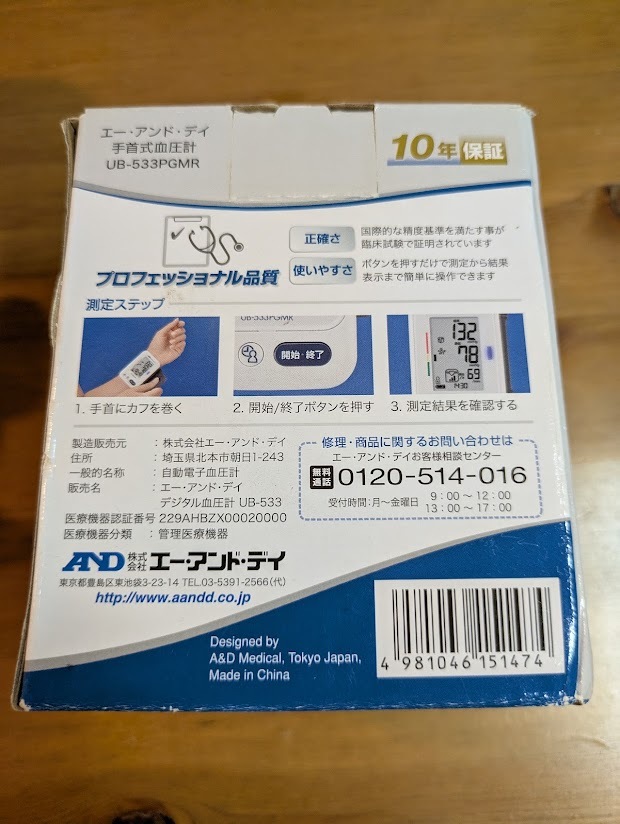 エー・アンド・デイ
手首式血圧計
UB-533PGMR
10年 保証
プロフェッショナル品質
正確さ
国際的な精度基準を満たす事が
臨床試験で証明されています
使いやすさ
ボタンを押すだけで測定から結果
表示まで簡単に操作できます
測定ステップ
UB-533PGMR
開始・終了
132
78
69
14:30
1. 手首にカフを巻く
2. 開始/終了ボタンを押す
3. 測定結果を確認する
製造販売元 : 株式会社エー・アンド・デイ
住所 : 埼玉県北本市朝日1-243
一般的名称 : 自動電子血圧計
販売名 : エー・アンド・デイ
デジタル血圧計 UB-533
医療機器認証番号 229AHBZX00020000
医療機器分類 : 管理医療機器
修理・商品に関するお問い合わせは
エー・アンド・デイお客様相談センター
無料通話 0120-514-016
受付時間:月~金曜日
9:00~12:00
13:00~17:00
AND 株式会社 エー・アンド・デイ
東京都豊島区東池袋3-23-14 TEL.03-5391-2566(代)
http://www.aandd.co.jp
Designed by
A&D Medical, Tokyo Japan,
Made in China
4 981046 151474